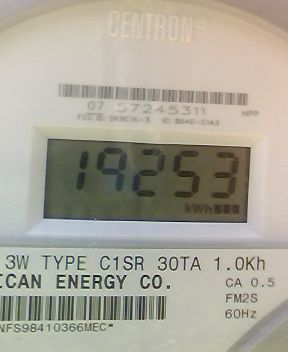 CENTRON®
07 57245311 MPP
19253
kWh
3W TYPE C1SR 30TA 1.0Kh
ICAN ENERGY CO. CA 0.5
FM2S
NFS98410366MEC* 60Hz